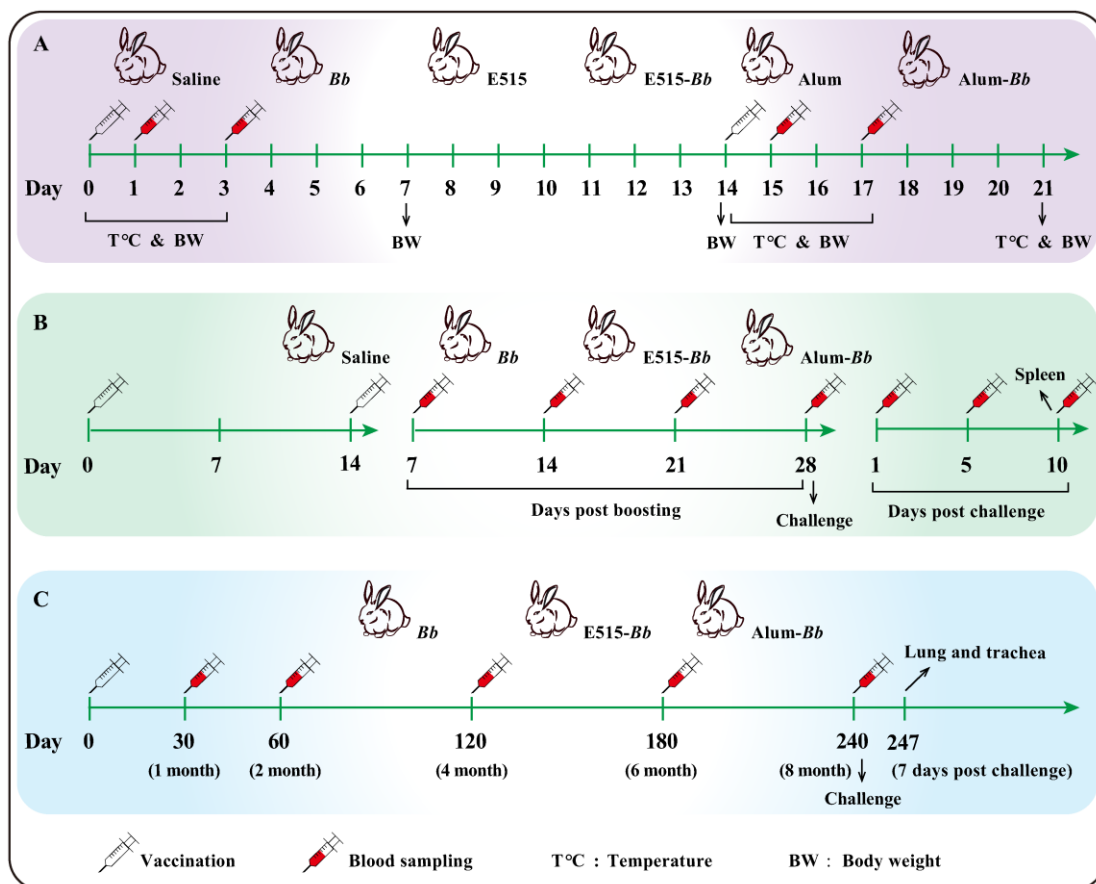 A
Saline Bb E515 E515-Bb Alum Alum-Bb
Day 0 1 2 3 4 5 6 7 8 9 10 11 12 13 14 15 16 17 18 19 20 21
T°C & BW BW BW T°C & BW T°C & BW
B
Saline Bb E515-Bb Alum-Bb
Spleen
Day 0 7 14 7 14 21 28 1 5 10
Days post boosting Challenge Days post challenge
C
Bb E515-Bb Alum-Bb
Lung and trachea
Day 0 30 60 120 180 240 247
(1 month) (2 month) (4 month) (6 month) (8 month) (7 days post challenge)
Challenge
Vaccination Blood sampling T°C : Temperature BW : Body weight